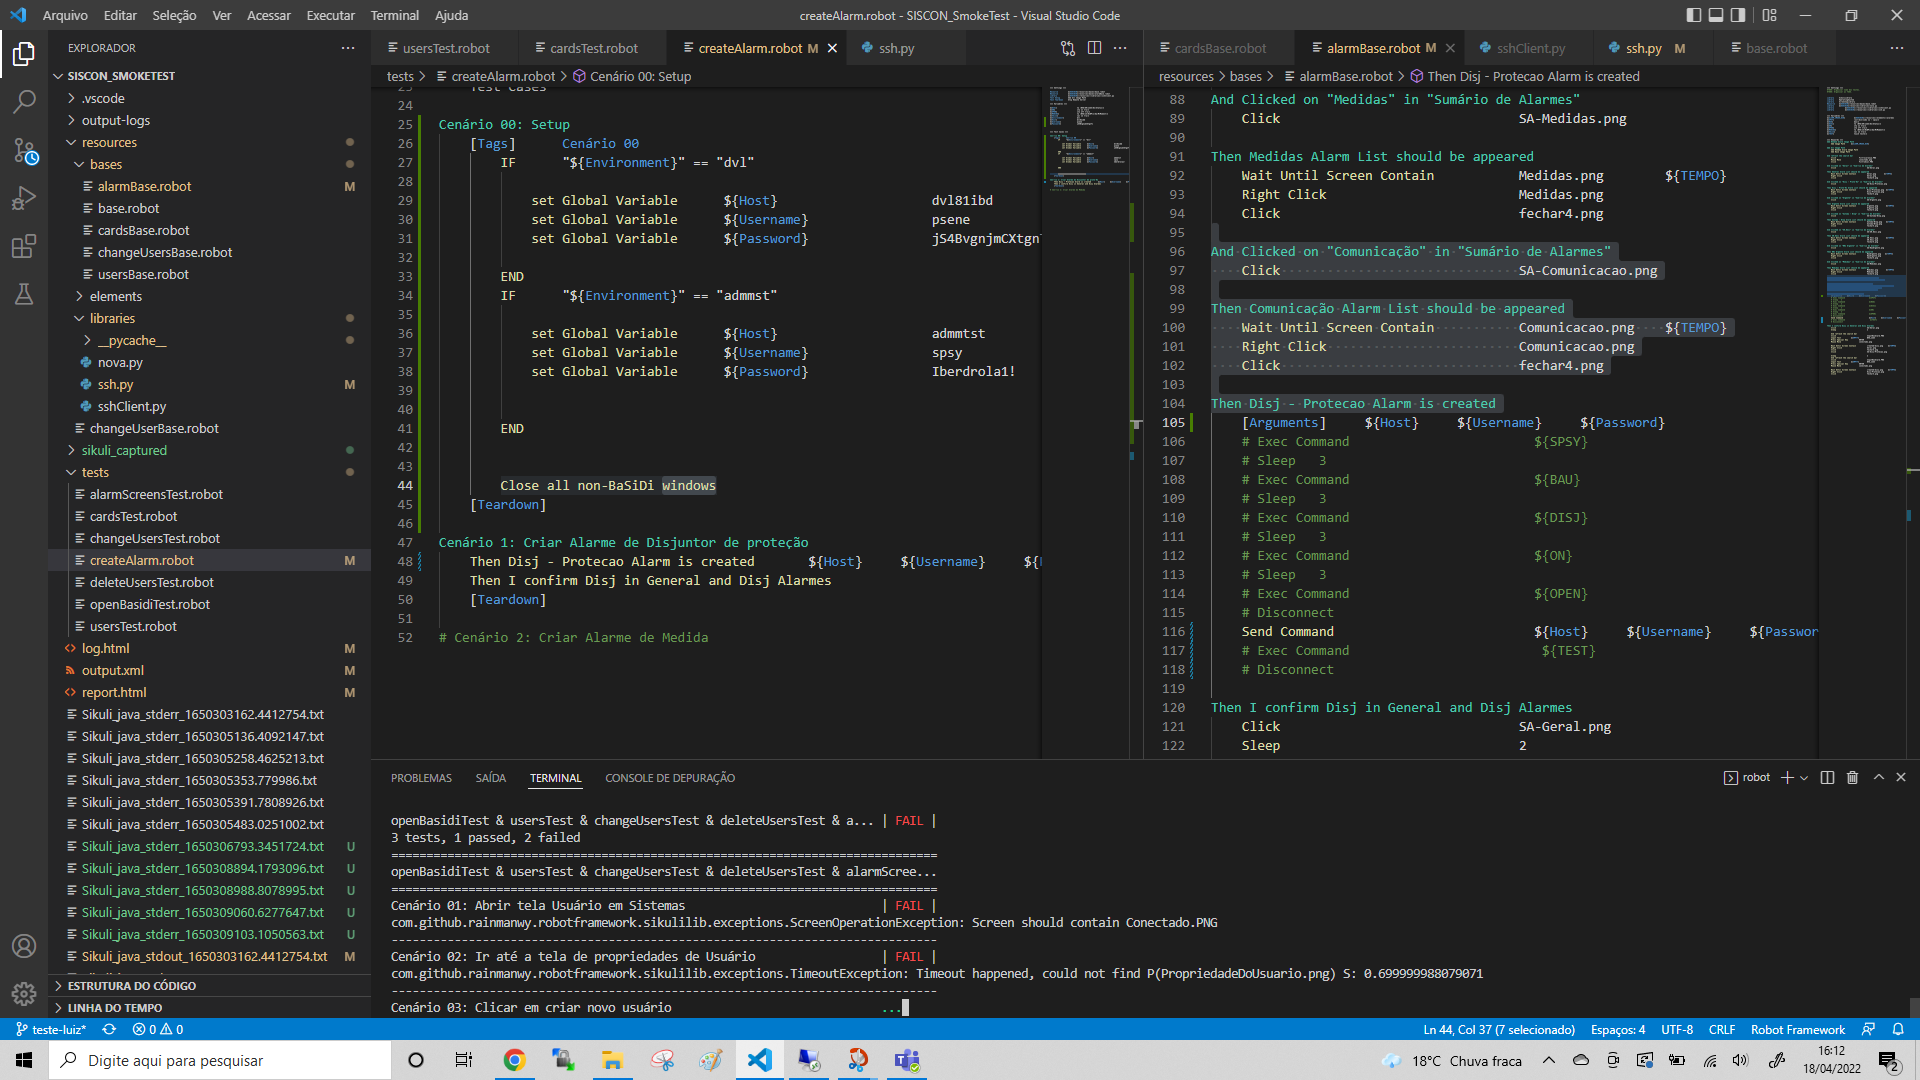 Arquivo Editar Seleção Ver Acessar Executar Terminal Ajuda
createAlarm.robot - SISCON_SmokeTest - Visual Studio Code
EXPLORADOR
SISCON_SMOKETEST
.vscode
output-logs
resources
bases
alarmBase.robot M
base.robot
cardsBase.robot
changeUsersBase.robot
usersBase.robot
elements
libraries
__pycache__
nova.py
ssh.py M
sshClient.py
changeUserBase.robot
sikuli_captured
tests
alarmScreensTest.robot
cardsTest.robot
changeUsersTest.robot
createAlarm.robot M
deleteUsersTest.robot
openBasidiTest.robot
usersTest.robot
log.html M
output.xml M
report.html M
Sikuli_java_stderr_1650303162.4412754.txt
Sikuli_java_stderr_1650305136.4092147.txt
Sikuli_java_stderr_1650305258.4625213.txt
Sikuli_java_stderr_1650305353.779986.txt
Sikuli_java_stderr_1650305391.7808926.txt
Sikuli_java_stderr_1650305483.0251002.txt
Sikuli_java_stderr_1650306793.3451724.txt U
Sikuli_java_stderr_1650308894.1793096.txt U
Sikuli_java_stderr_1650308988.8078995.txt U
Sikuli_java_stderr_1650309060.6277647.txt U
Sikuli_java_stderr_1650309103.1050563.txt U
Sikuli_java_stdout_1650303162.4412754.txt M
ESTRUTURA DO CÓDIGO
LINHA DO TEMPO
usersTest.robot cardsTest.robot createAlarm.robot M ssh.py
tests > createAlarm.robot > Cenário 00: Setup
23 Test Cases
24
25 Cenário 00: Setup
26 [Tags] Cenário 00
27 IF "${Environment}" == "dvl"
28
29 set Global Variable ${Host} dvl81ibd
30 set Global Variable ${Username} psene
31 set Global Variable ${Password} jS4BvgnjmCXtgn
32
33 END
34 IF "${Environment}" == "admmst"
35
36 set Global Variable ${Host} admmtst
37 set Global Variable ${Username} spsy
38 set Global Variable ${Password} Iberdrola1!
39
40
41 END
42
43
44 Close all non-BaSiDi windows
45 [Teardown]
46
47 Cenário 1: Criar Alarme de Disjuntor de proteção
48 Then Disj - Protecao Alarm is created ${Host} ${Username} ${
49 Then I confirm Disj in General and Disj Alarmes
50 [Teardown]
51
52 # Cenário 2: Criar Alarme de Medida
cardsBase.robot alarmBase.robot M sshClient.py ssh.py M base.robot
resources > bases > alarmBase.robot > Then Disj - Protecao Alarm is created
88 And Clicked on "Medidas" in "Sumário de Alarmes"
89 Click SA-Medidas.png
90
91 Then Medidas Alarm List should be appeared
92 Wait Until Screen Contain Medidas.png ${TEMPO}
93 Right Click Medidas.png
94 Click fechar4.png
95
96 And Clicked on "Comunicação" in "Sumário de Alarmes"
97 Click SA-Comunicacao.png
98
99 Then Comunicação Alarm List should be appeared
100 Wait Until Screen Contain Comunicacao.png ${TEMPO}
101 Right Click Comunicacao.png
102 Click fechar4.png
103
104 Then Disj - Protecao Alarm is created
105 [Arguments] ${Host} ${Username} ${Password}
106 # Exec Command ${SPSY}
107 # Sleep 3
108 # Exec Command ${BAU}
109 # Sleep 3
110 # Exec Command ${DISJ}
111 # Sleep 3
112 # Exec Command ${ON}
113 # Sleep 3
114 # Exec Command ${OPEN}
115 # Disconnect
116 Send Command ${Host} ${Username} ${Passwor
117 # Exec Command ${TEST}
118 # Disconnect
119
120 Then I confirm Disj in General and Disj Alarmes
121 Click SA-Geral.png
122 Sleep 2
PROBLEMAS SAÍDA TERMINAL CONSOLE DE DEPURAÇÃO
robot
openBasidiTest & usersTest & changeUsersTest & deleteUsersTest & a... | FAIL |
3 tests, 1 passed, 2 failed
==============================================================================
openBasidiTest & usersTest & changeUsersTest & deleteUsersTest & alarmScree...
==============================================================================
Cenário 01: Abrir tela Usuário em Sistemas | FAIL |
com.github.rainmanwy.robotframework.sikulilib.exceptions.ScreenOperationException: Screen should contain Conectado.PNG
------------------------------------------------------------------------------
Cenário 02: Ir até a tela de propriedades de Usuário | FAIL |
com.github.rainmanwy.robotframework.sikulilib.exceptions.TimeoutException: Timeout happened, could not find P(PropriedadeDoUsuario.png) S: 0.699999988079071
------------------------------------------------------------------------------
Cenário 03: Clicar em criar novo usuário ...
teste-luiz* 0 0
Ln 44, Col 37 (7 selecionado) Espaços: 4 UTF-8 CRLF Robot Framework
Digite aqui para pesquisar
18°C Chuva fraca
16:12
18/04/2022
2